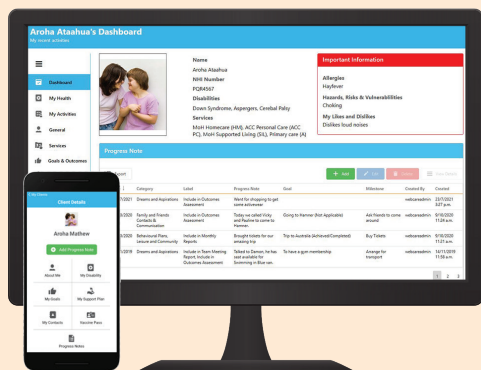 Aroha Ataahua's Dashboard
My recent activities
Dashboard
My Health
My Activities
General
Services
Goals & Outcomes
Name
Aroha Ataahua
NHI Number
PQR4567
Disabilities
Down Syndrome, Aspergers, Cerebal Palsy
Services
MoH Homecare (HM), ACC Personal Care (ACC
PC), MoH Supported Living (SIL), Primary care (A)
Important Information
Allergies
Hayfever
Hazards, Risks & Vulnerabilities
Choking
My Likes and Dislikes
Dislikes loud noises
Progress Note
Add
Edit
Category Label Progress Note Goal Milestone Created By Created
/2021 Dreams and Aspirations Include in Outcomes Went for shopping to get webcareadmin 23/7/2021
Assessment some activewear 3:27 p.m.
/2020 Family and Friends Include in Outcomes Today we called Vicky Going to Hanner (Not Applicable) Ask friends to come webcareadmin 9/10/2020
Contacts & Assessment and Pauline to come to around 11:24 a.m.
Communication Hanmer.
/2020 Behavioural Plans, Include in Monthly Brought tickets for our Trip to Australia (Achieved/Completed) Buy Tickets webcareadmin 9/10/2020
Leisure and Community Reports amazing trip 11:21 a.m.
/2019 Dreams and Aspirations Include in Team Meeting Talked to Damon, he has To have a gym membership Arrange for webcareadmin 14/11/2019
Report, Include in seat available for transport 11:58 a.m.
Outcomes Assessment Swimming in Blue van.
1 2 3
Client Details
Aroha Mathew
Add Progress Note
About Me
My Disability
My Goals
My Support Plan
My Contacts
Vaccine Pass
Progress Notes